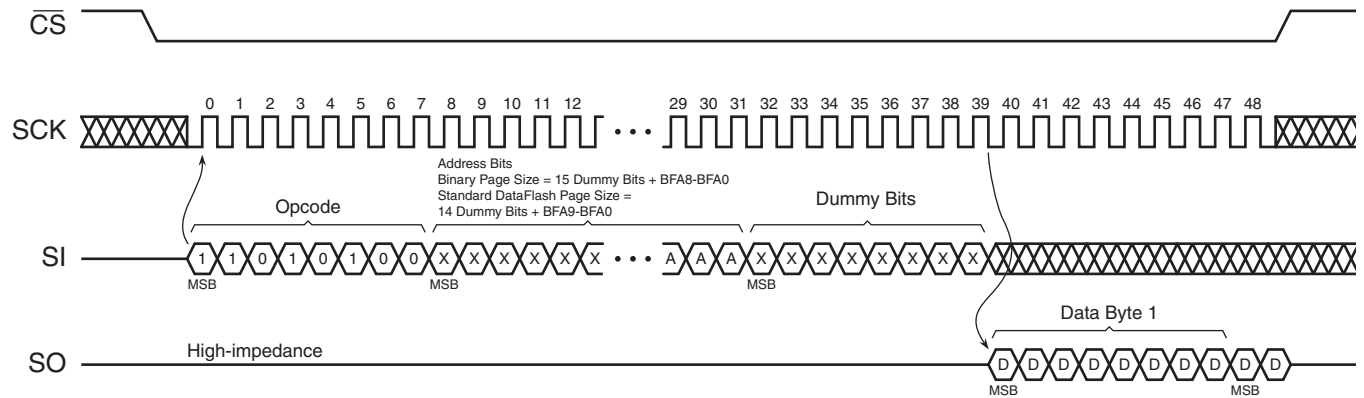 CS
0 1 2 3 4 5 6 7 8 9 10 11 12 29 30 31 32 33 34 35 36 37 38 39 40 41 42 43 44 45 46 47 48
SCK
Address Bits
Binary Page Size = 15 Dummy Bits + BFA8-BFA0
Standard DataFlash Page Size =
14 Dummy Bits + BFA9-BFA0
Opcode
Dummy Bits
SI
1 1 0 1 0 1 0 0 X X X X X X • • • A A A X X X X X X X X
MSB MSB MSB
Data Byte 1
High-impedance
SO
D D D D D D D D D D
MSB MSB